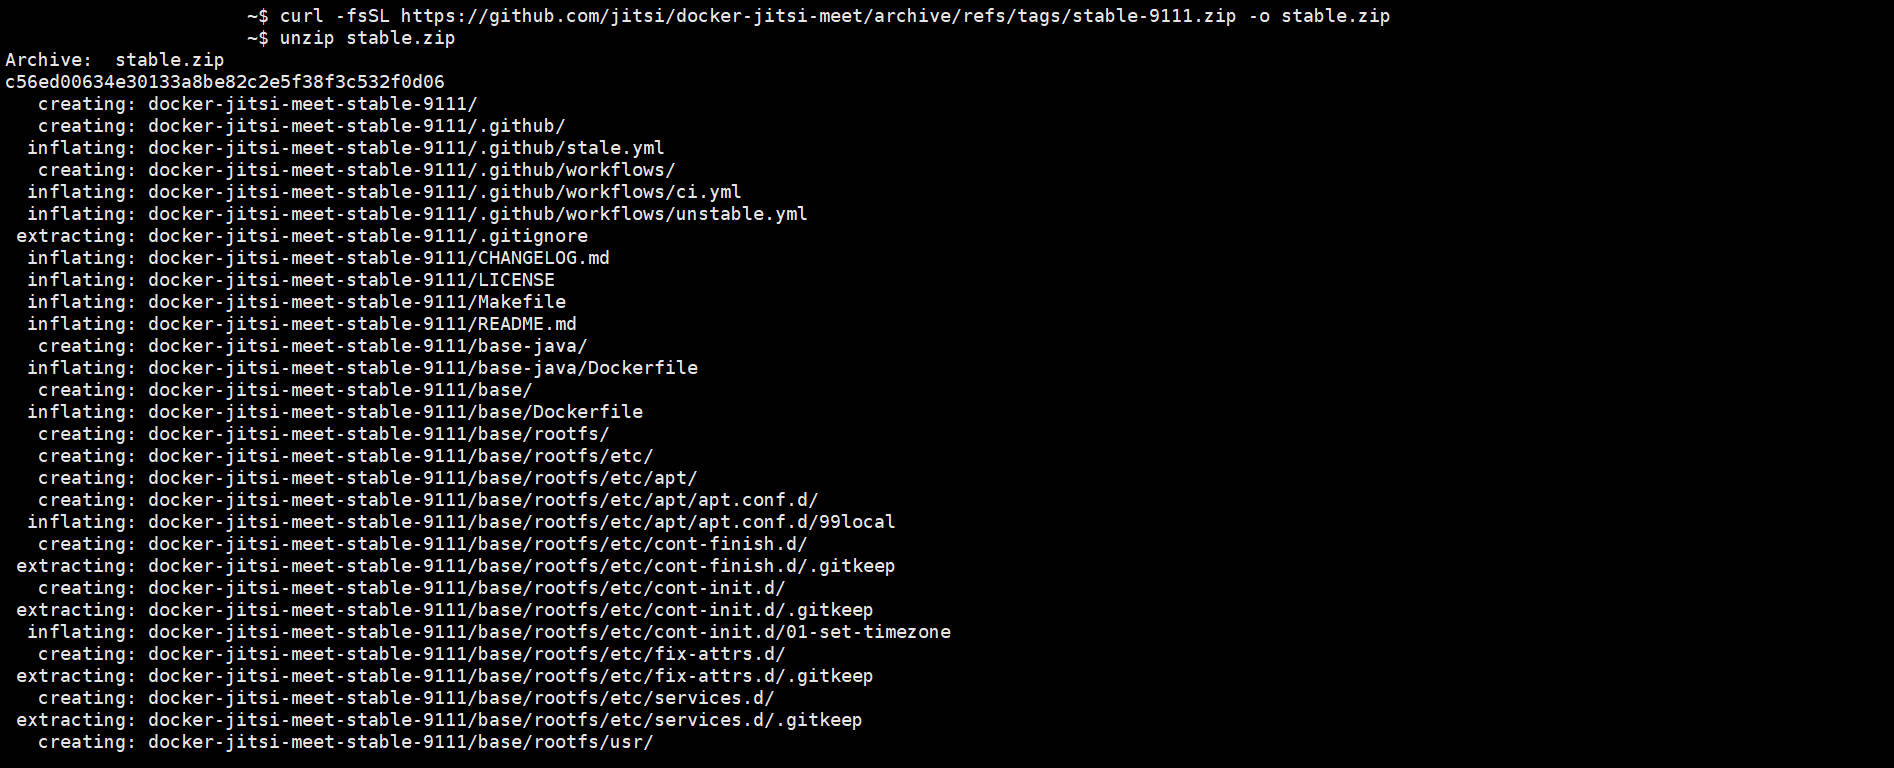 ~$ curl -fsSL https://github.com/jitsi/docker-jitsi-meet/archive/refs/tags/stable-9111.zip -o stable.zip
~$ unzip stable.zip
Archive:  stable.zip
c56ed00634e30133a8be82c2e5f38f3c532f0d06
   creating: docker-jitsi-meet-stable-9111/
   creating: docker-jitsi-meet-stable-9111/.github/
  inflating: docker-jitsi-meet-stable-9111/.github/stale.yml
   creating: docker-jitsi-meet-stable-9111/.github/workflows/
  inflating: docker-jitsi-meet-stable-9111/.github/workflows/ci.yml
  inflating: docker-jitsi-meet-stable-9111/.github/workflows/unstable.yml
 extracting: docker-jitsi-meet-stable-9111/.gitignore
  inflating: docker-jitsi-meet-stable-9111/CHANGELOG.md
  inflating: docker-jitsi-meet-stable-9111/LICENSE
  inflating: docker-jitsi-meet-stable-9111/Makefile
  inflating: docker-jitsi-meet-stable-9111/README.md
   creating: docker-jitsi-meet-stable-9111/base-java/
  inflating: docker-jitsi-meet-stable-9111/base-java/Dockerfile
   creating: docker-jitsi-meet-stable-9111/base/
  inflating: docker-jitsi-meet-stable-9111/base/Dockerfile
   creating: docker-jitsi-meet-stable-9111/base/rootfs/
   creating: docker-jitsi-meet-stable-9111/base/rootfs/etc/
   creating: docker-jitsi-meet-stable-9111/base/rootfs/etc/apt/
   creating: docker-jitsi-meet-stable-9111/base/rootfs/etc/apt/apt.conf.d/
  inflating: docker-jitsi-meet-stable-9111/base/rootfs/etc/apt/apt.conf.d/99local
   creating: docker-jitsi-meet-stable-9111/base/rootfs/etc/cont-finish.d/
 extracting: docker-jitsi-meet-stable-9111/base/rootfs/etc/cont-finish.d/.gitkeep
   creating: docker-jitsi-meet-stable-9111/base/rootfs/etc/cont-init.d/
 extracting: docker-jitsi-meet-stable-9111/base/rootfs/etc/cont-init.d/.gitkeep
  inflating: docker-jitsi-meet-stable-9111/base/rootfs/etc/cont-init.d/01-set-timezone
   creating: docker-jitsi-meet-stable-9111/base/rootfs/etc/fix-attrs.d/
 extracting: docker-jitsi-meet-stable-9111/base/rootfs/etc/fix-attrs.d/.gitkeep
   creating: docker-jitsi-meet-stable-9111/base/rootfs/etc/services.d/
 extracting: docker-jitsi-meet-stable-9111/base/rootfs/etc/services.d/.gitkeep
   creating: docker-jitsi-meet-stable-9111/base/rootfs/usr/